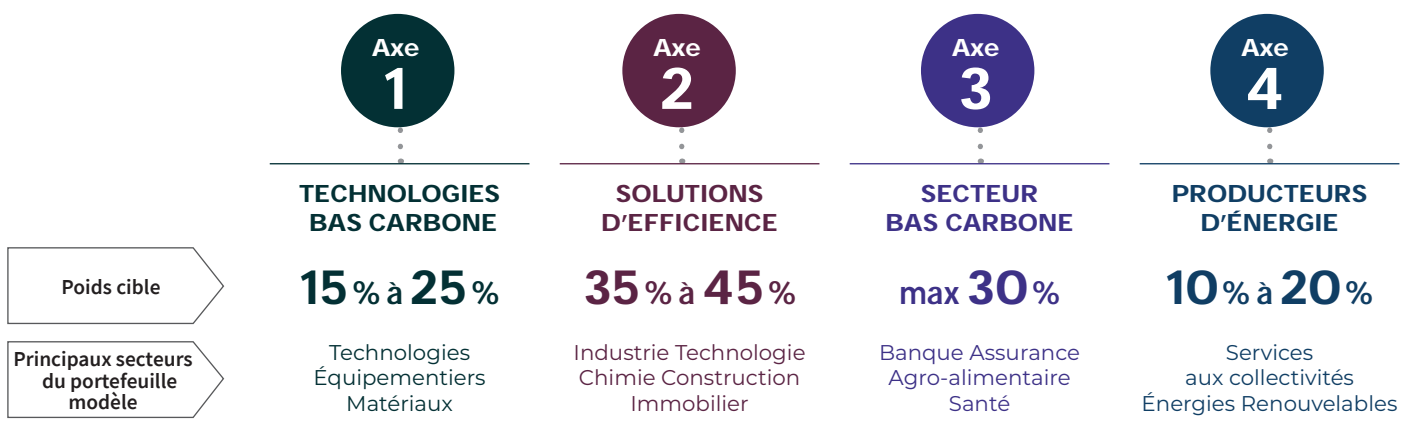 Axe
1
Axe
2
Axe
3
Axe
4
TECHNOLOGIES
BAS CARBONE
SOLUTIONS
D’EFFICIENCE
SECTEUR
BAS CARBONE
PRODUCTEURS
D’ÉNERGIE
Poids cible
15 % à 25 %
35 % à 45 %
max 30 %
10 % à 20 %
Principaux secteurs
du portefeuille
modèle
Technologies
Équipementiers
Matériaux
Industrie Technologie
Chimie Construction
Immobilier
Banque Assurance
Agro-alimentaire
Santé
Services
aux collectivités
Énergies Renouvelables